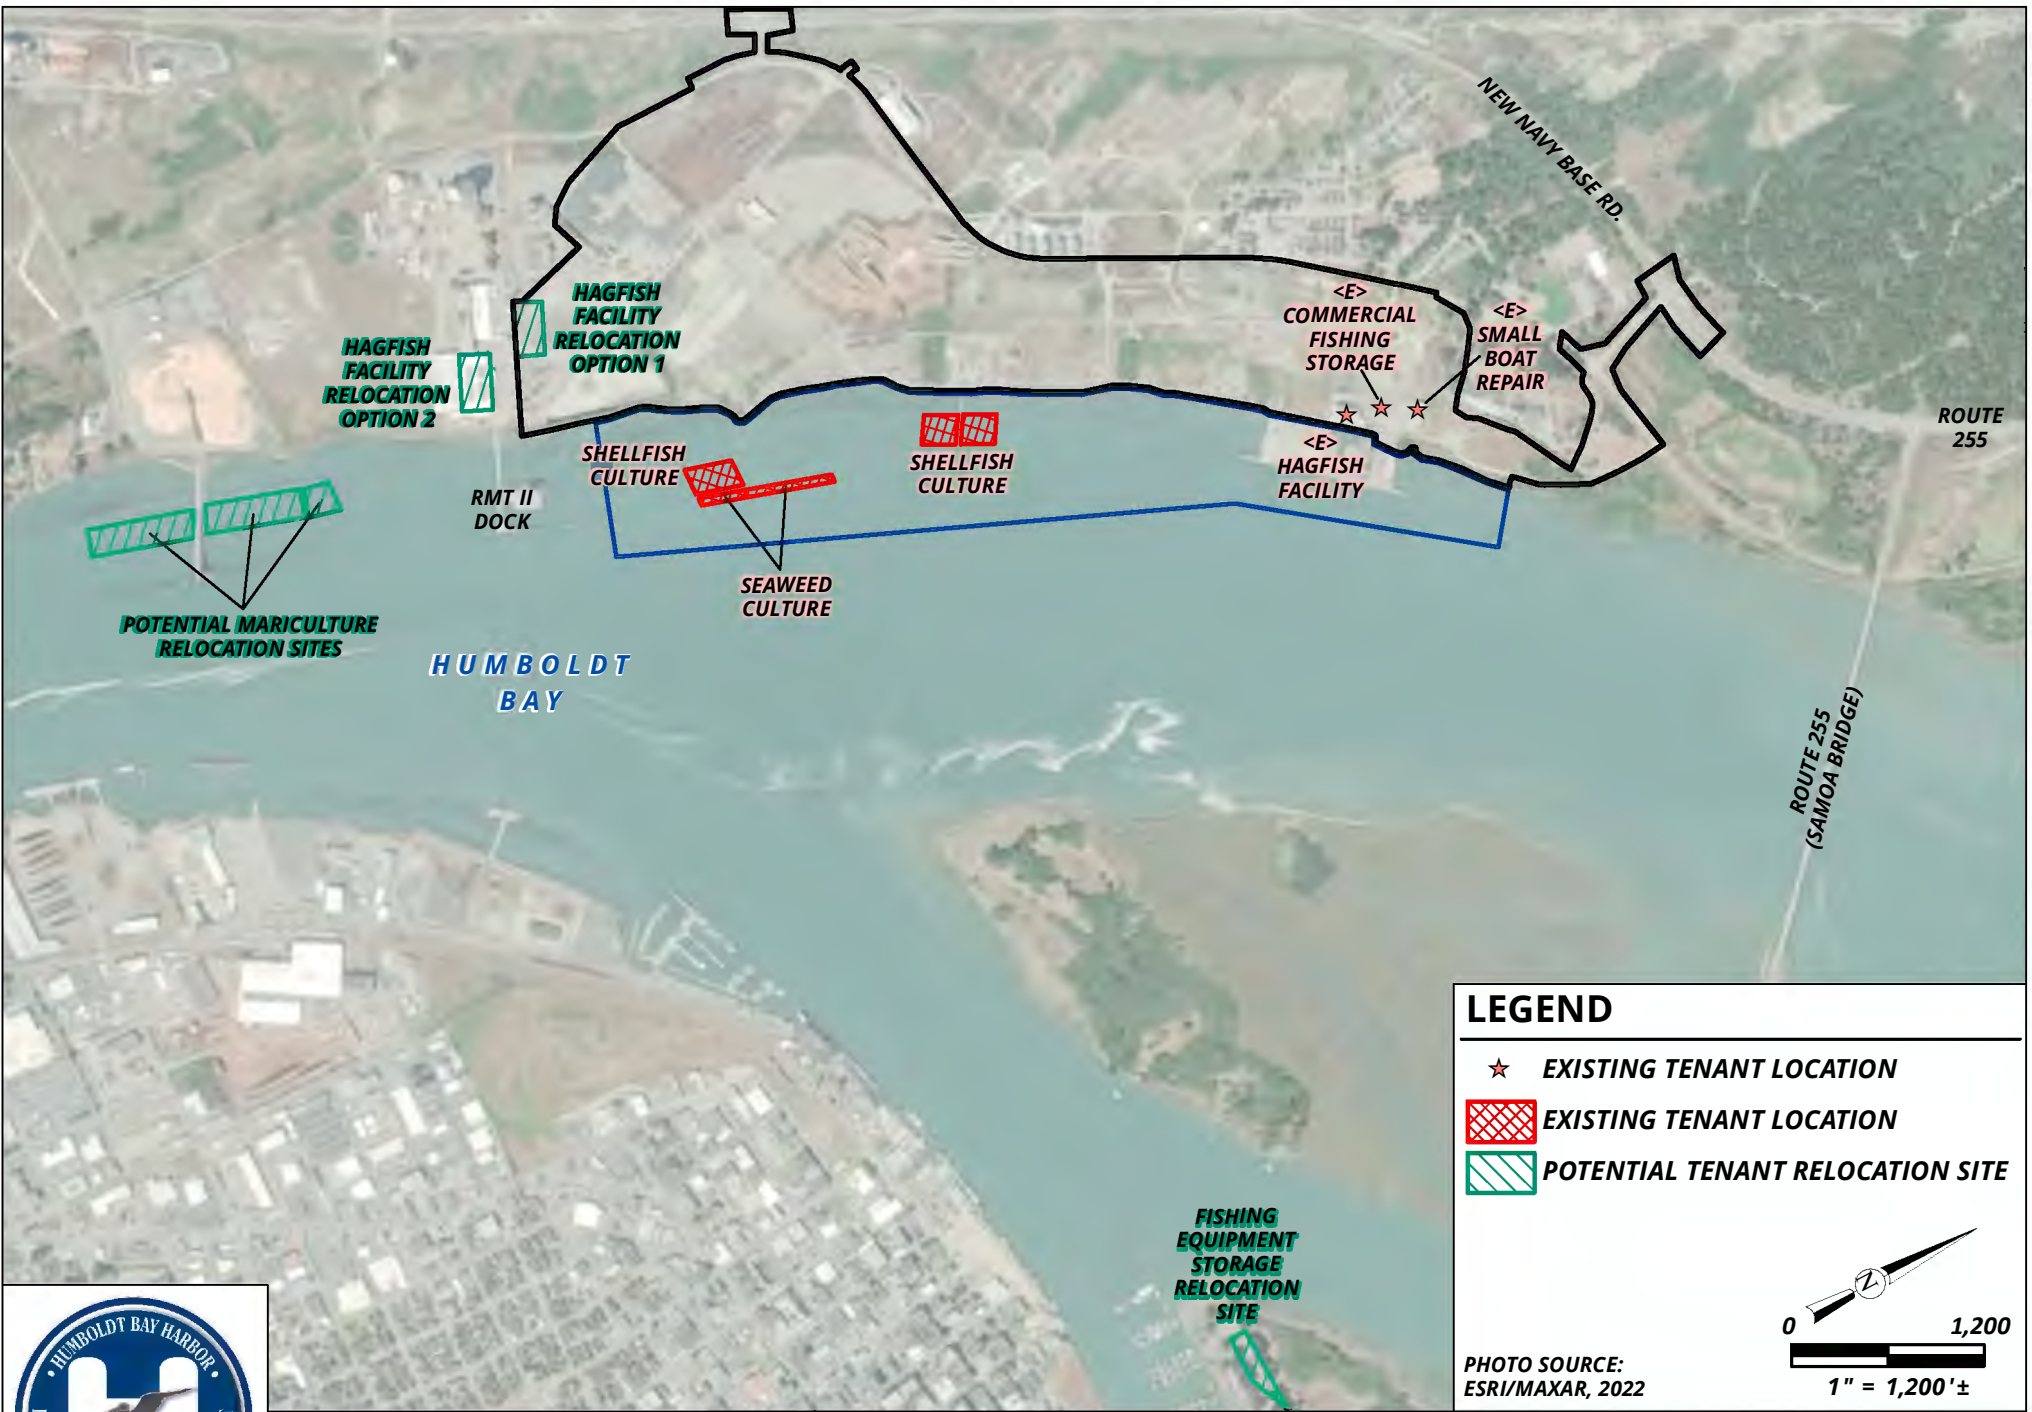 NEW NAVY BASE RD.
HAGFISH
FACILITY
RELOCATION
OPTION 1
HAGFISH
FACILITY
RELOCATION
OPTION 2
<E>
COMMERCIAL
FISHING
STORAGE
<E>
SMALL
BOAT
REPAIR
ROUTE
255
SHELLFISH
CULTURE
SHELLFISH
CULTURE
<E>
HAGFISH
FACILITY
RMT II
DOCK
SEAWEED
CULTURE
POTENTIAL MARICULTURE
RELOCATION SITES
HUMBOLDT
BAY
ROUTE 255
(SAMOA BRIDGE)
FISHING
EQUIPMENT
STORAGE
RELOCATION
SITE
LEGEND
EXISTING TENANT LOCATION
EXISTING TENANT LOCATION
POTENTIAL TENANT RELOCATION SITE
N
0 1,200
1" = 1,200'±
PHOTO SOURCE:
ESRI/MAXAR, 2022
• HUMBOLDT BAY HARBOR •